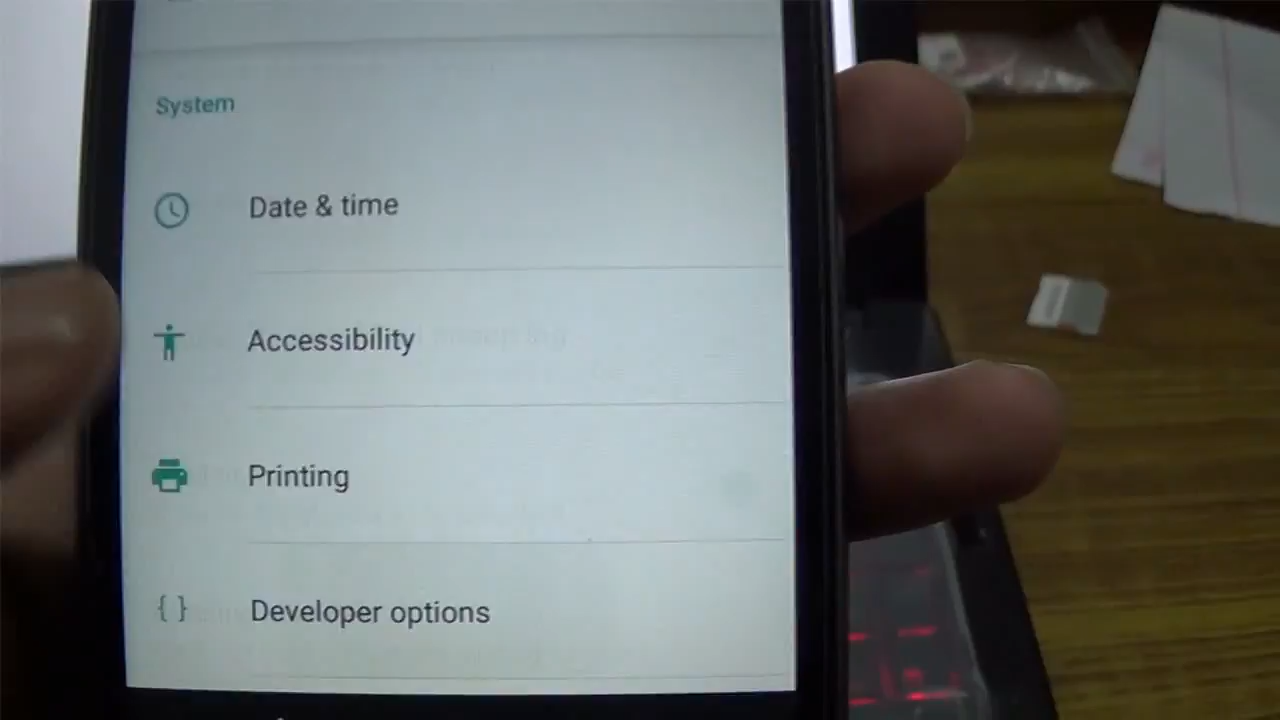 System
Date & time
Accessibility
Printing
{ } Developer options